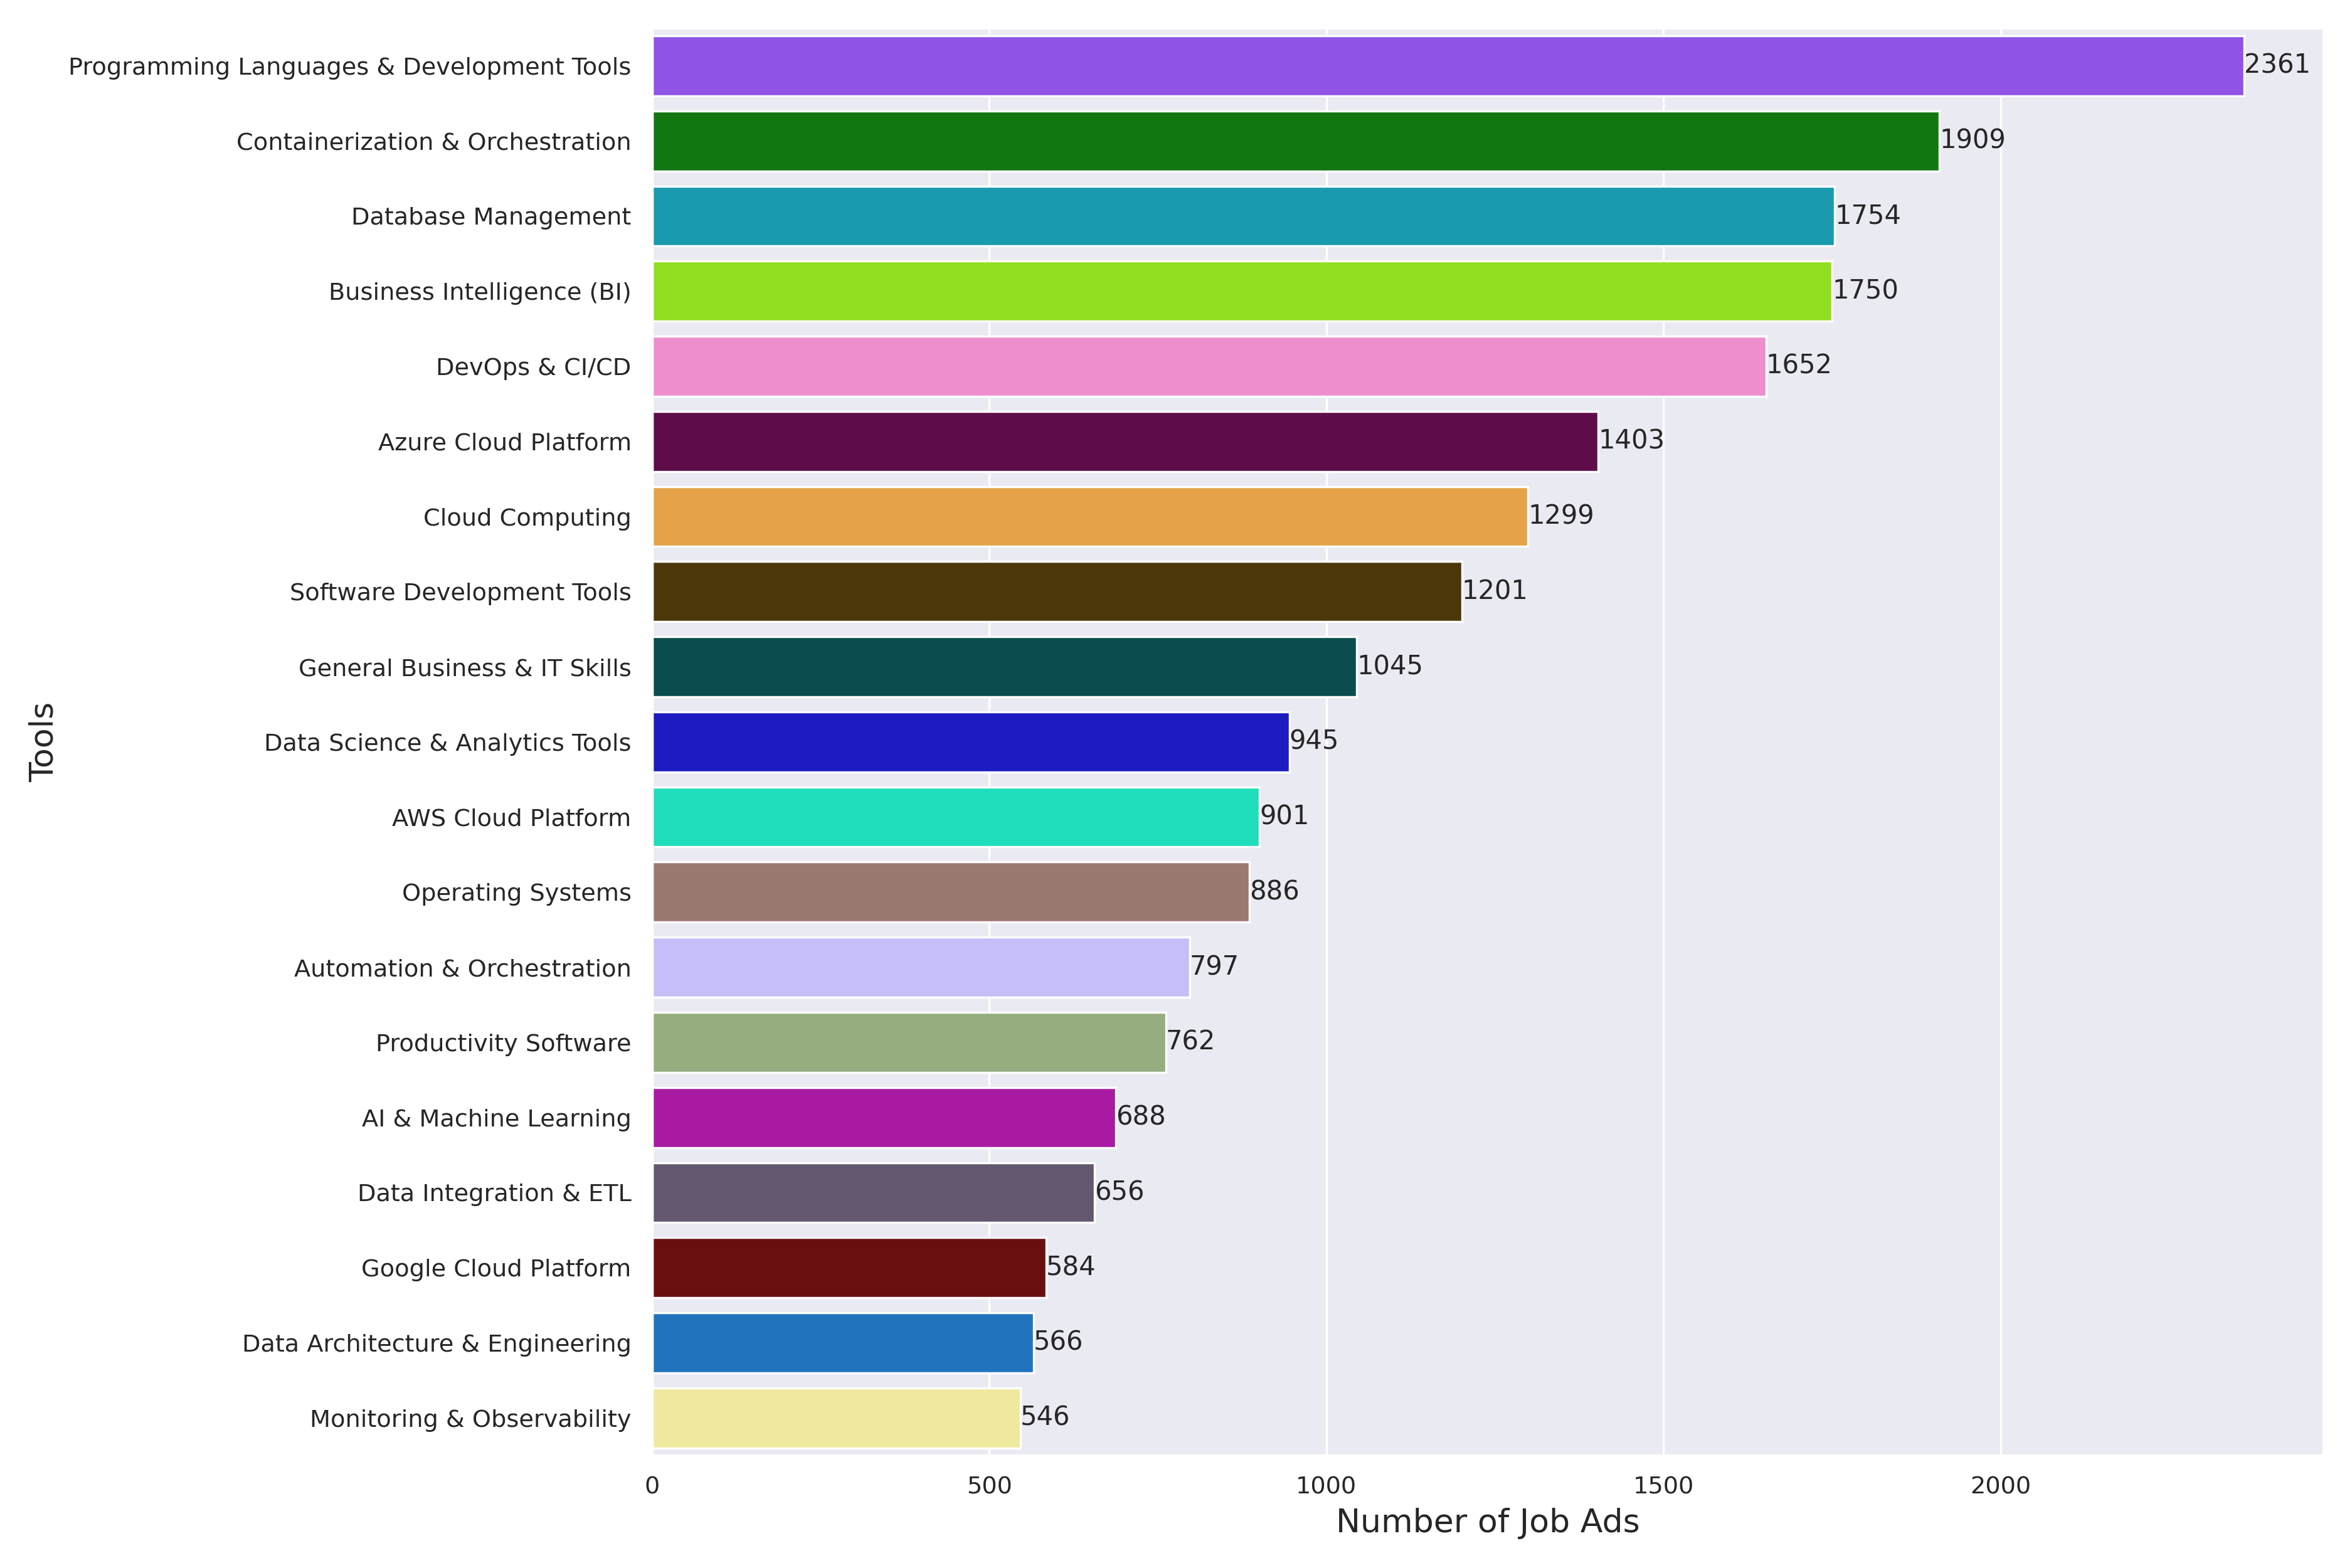 Programming Languages & Development Tools 2361
Containerization & Orchestration 1909
Database Management 1754
Business Intelligence (BI) 1750
DevOps & CI/CD 1652
Azure Cloud Platform 1403
Cloud Computing 1299
Software Development Tools 1201
General Business & IT Skills 1045
Tools
Data Science & Analytics Tools 945
AWS Cloud Platform 901
Operating Systems 886
Automation & Orchestration 797
Productivity Software 762
AI & Machine Learning 688
Data Integration & ETL 656
Google Cloud Platform 584
Data Architecture & Engineering 566
Monitoring & Observability 546
0 500 1000 1500 2000
Number of Job Ads